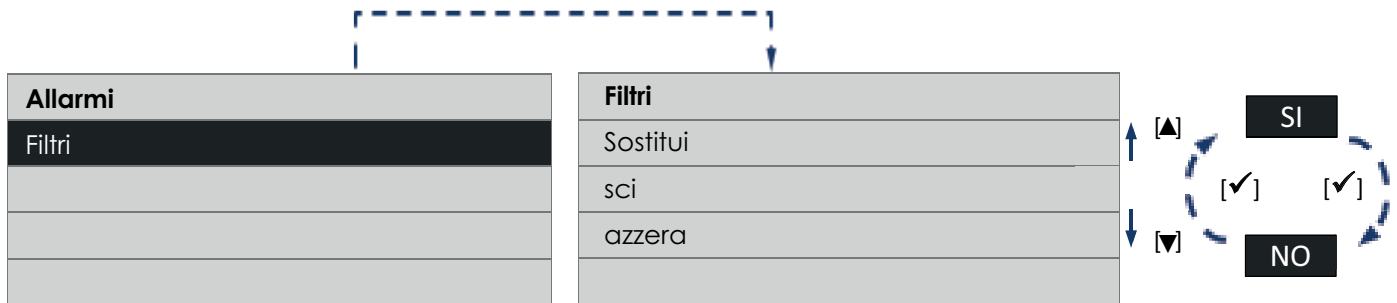 Allarmi
Filtri
Filtri
Sostitui
sci
azzera
[▲]
[▼]
SI
[✓] [✓]
NO